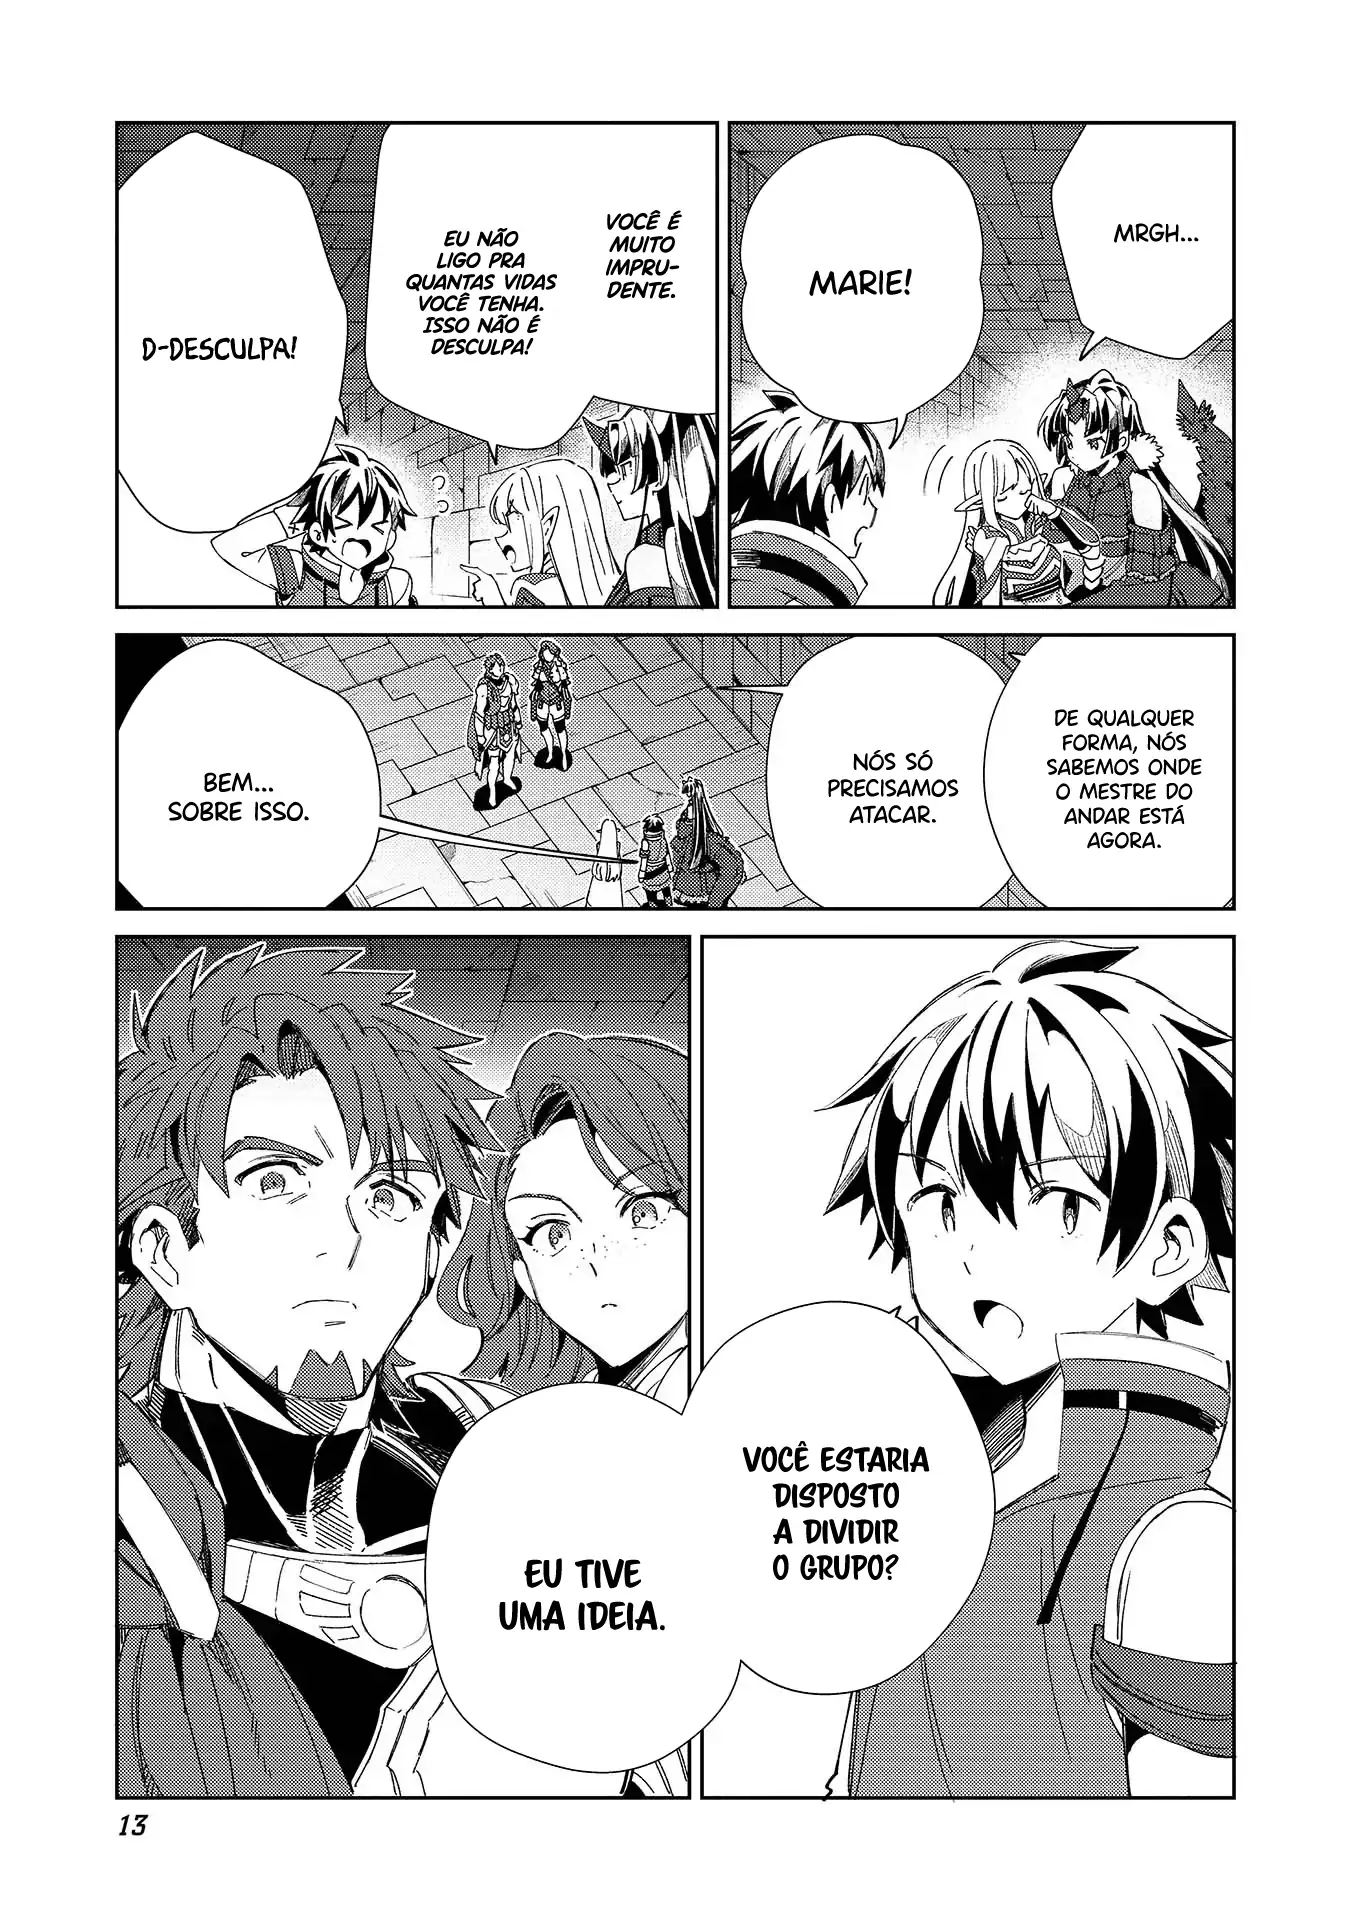 MRGH...
MARIE!
VOCÊ É
MUITO
IMPRU-
DENTE.
EU NÃO
LIGO PRA
QUANTAS VIDAS
VOCÊ TENHA.
ISSO NÃO É
DESCULPA!
D-DESCULPA!
DE QUALQUER
FORMA, NÓS
SABEMOS ONDE
O MESTRE DO
ANDAR ESTÁ
AGORA.
NÓS SÓ
PRECISAMOS
ATACAR.
BEM...
SOBRE ISSO.
VOCÊ ESTARIA
DISPOSTO
A DIVIDIR
O GRUPO?
EU TIVE
UMA IDEIA.
13